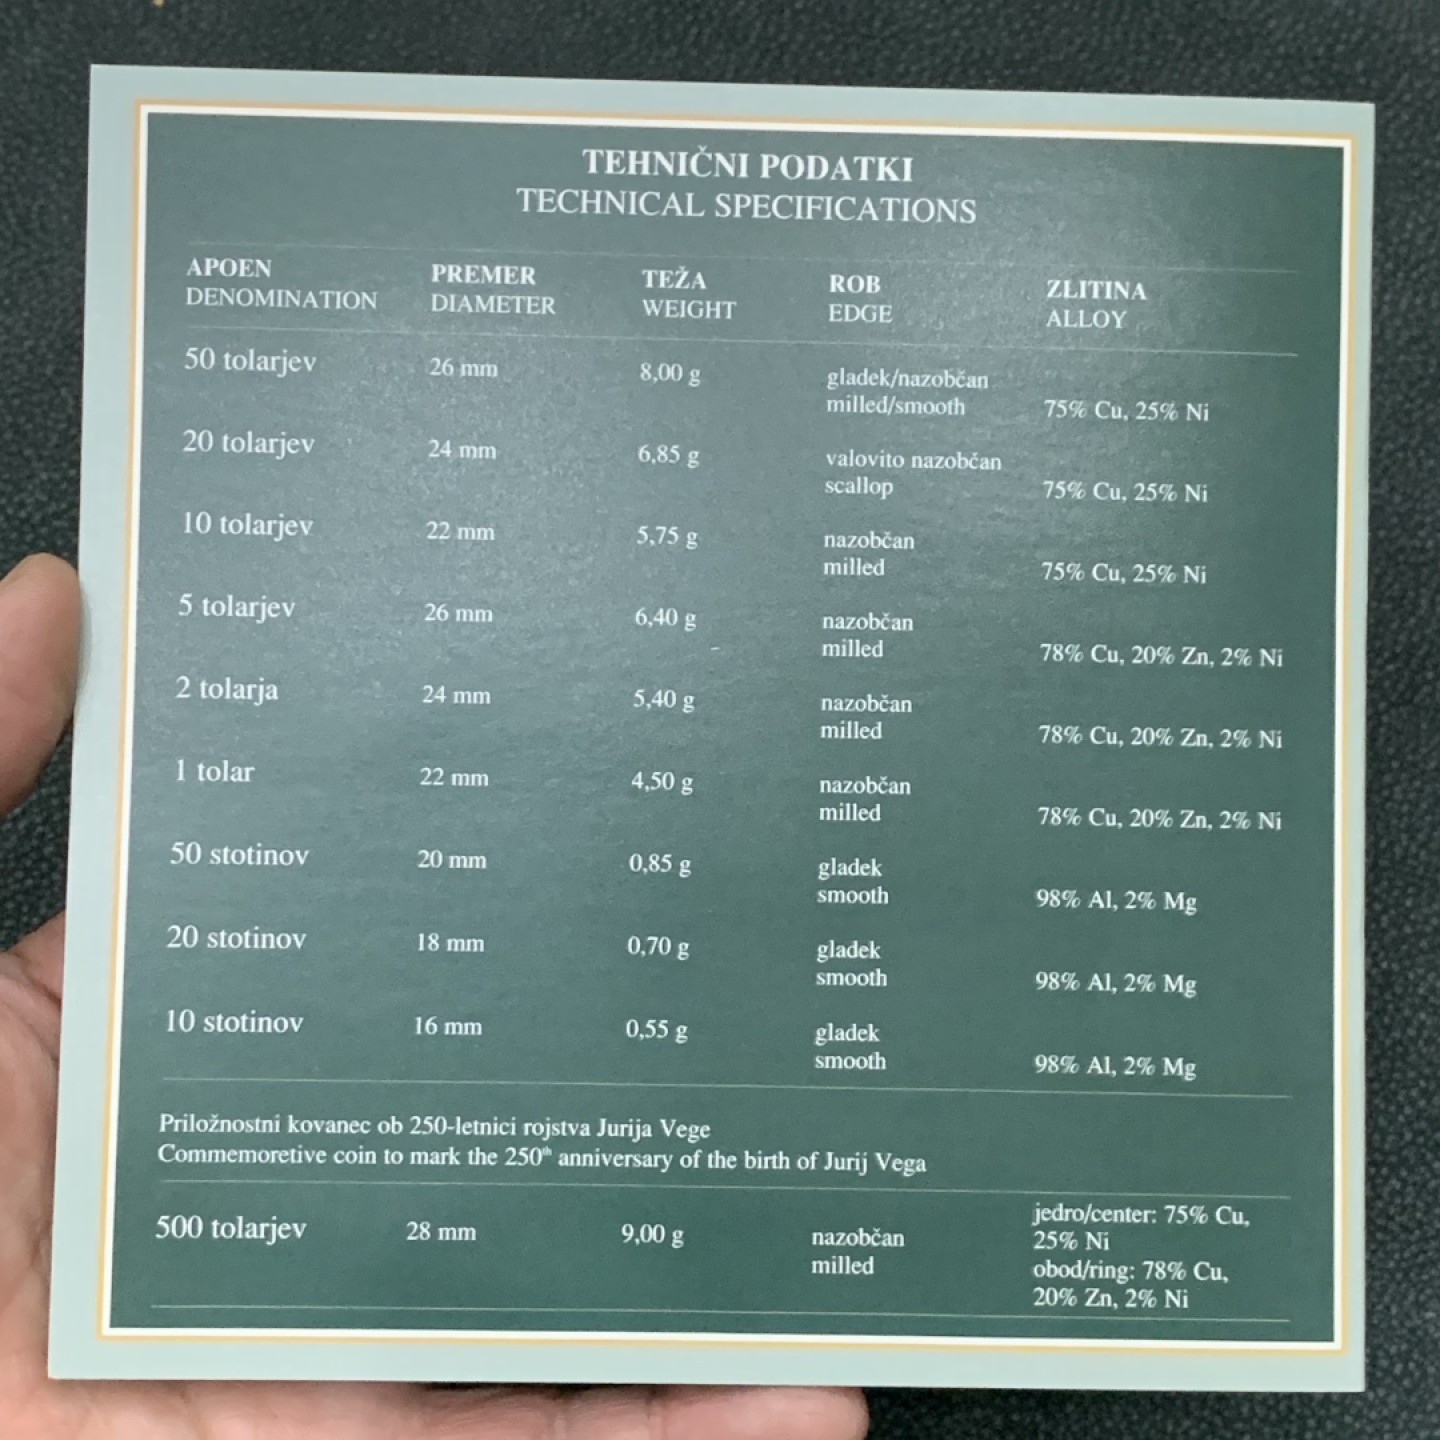 TEHNIČNI PODATKI
TECHNICAL SPECIFICATIONS
APOEN PREMER TEŽA ROB ZLITINA
DENOMINATION DIAMETER WEIGHT EDGE ALLOY
50 tolarjev 26 mm 8,00 g gladek/nazobčan
milled/smooth 75% Cu, 25% Ni
20 tolarjev 24 mm 6,85 g valovito nazobčan
scallop 75% Cu, 25% Ni
10 tolarjev 22 mm 5,75 g nazobčan
milled 75% Cu, 25% Ni
5 tolarjev 26 mm 6,40 g nazobčan
milled 78% Cu, 20% Zn, 2% Ni
2 tolarja 24 mm 5,40 g nazobčan
milled 78% Cu, 20% Zn, 2% Ni
1 tolar 22 mm 4,50 g nazobčan
milled 78% Cu, 20% Zn, 2% Ni
50 stotinov 20 mm 0,85 g gladek
smooth 98% Al, 2% Mg
20 stotinov 18 mm 0,70 g gladek
smooth 98% Al, 2% Mg
10 stotinov 16 mm 0,55 g gladek
smooth 98% Al, 2% Mg
Priložnostni kovanec ob 250-letnici rojstva Jurija Vege
Commemoretive coin to mark the 250th anniversary of the birth of Jurij Vega
500 tolarjev 28 mm 9,00 g nazobčan
milled
jedro/center: 75% Cu,
25% Ni
obod/ring: 78% Cu,
20% Zn, 2% Ni